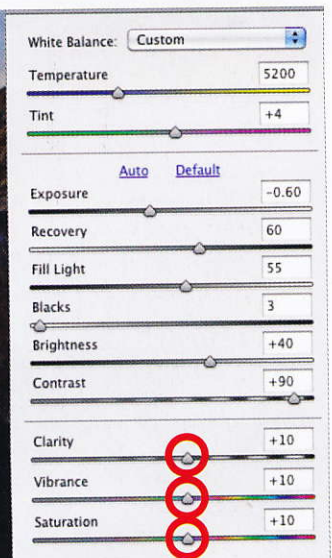 White Balance: Custom
Temperature 5200
Tint +4
Auto Default
Exposure -0.60
Recovery 60
Fill Light 55
Blacks 3
Brightness +40
Contrast +90
Clarity +10
Vibrance +10
Saturation +10